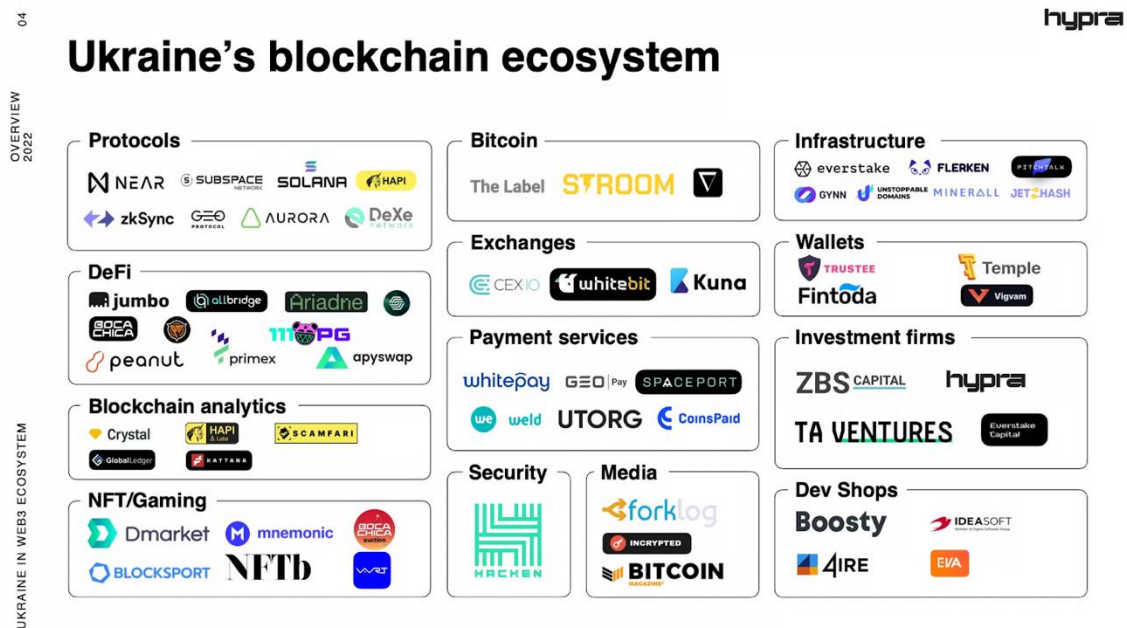 04
hypra
Ukraine's blockchain ecosystem
OVERVIEW
2022
UKRAINE IN WEB3 ECOSYSTEM
Protocols
NEAR
SUBSPACE
NETWORK
SOLANA
HAPI
zkSync
GEO
PROTOCOL
AURORA
DeXe
network
DeFi
jumbo
allbridge
Ariadne
BOCA
CHICA
111PG
peanut
primex
apyswap
Blockchain analytics
Crystal
HAPI
& Labs
SCAMFARI
GlobalLedger
KATTANA
NFT/Gaming
Dmarket
mnemonic
BOCA
CHICA
auction
BLOCKSPORT
NFTb
Bitcoin
The Label
STROOM
Exchanges
CEX.IO
whitebit
Kuna
Payment services
whitepay
GEO Pay
SPACEPORT
we
weld
UTORG
CoinsPaid
Security
HACKEN
Media
forklog
INCRYPTED
BITCOIN
MAGAZINE
Infrastructure
everstake
FLERKEN
PITCHTALK
GYNN
UNSTOPPABLE
DOMAINS
MINERALL
JETHASH
Wallets
TRUSTEE
Temple
Fintoda
Vigvam
Investment firms
ZBS CAPITAL
hypra
TA VENTURES
Everstake
Capital
Dev Shops
Boosty
IDEASOFT
4IRE
EVA